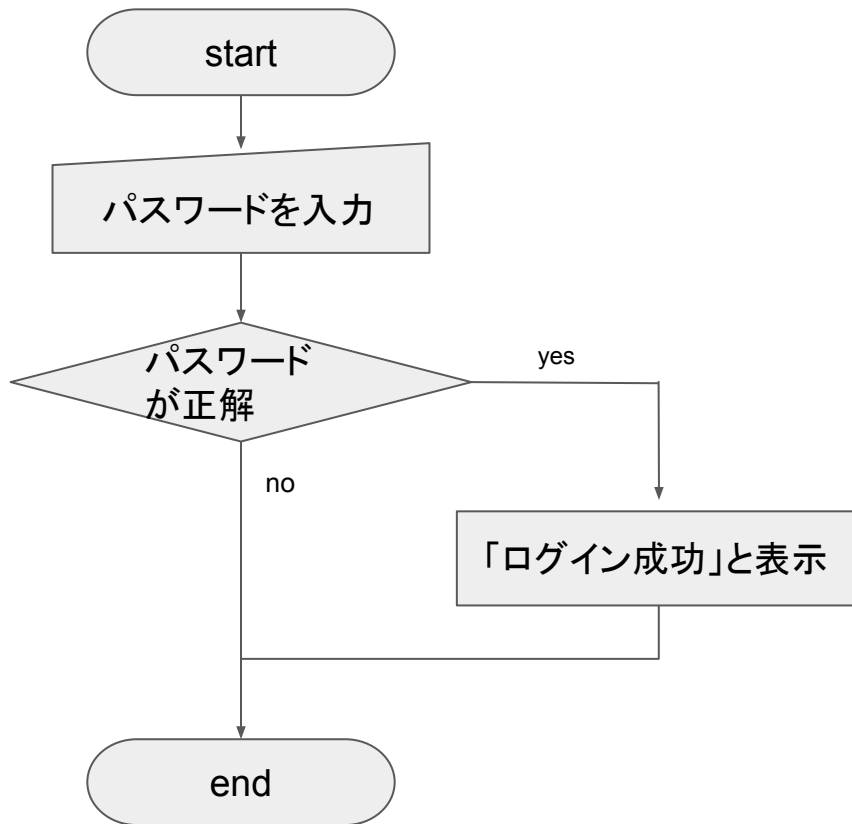 start
パスワードを入力
パスワード
が正解
yes
no
「ログイン成功」と表示
end